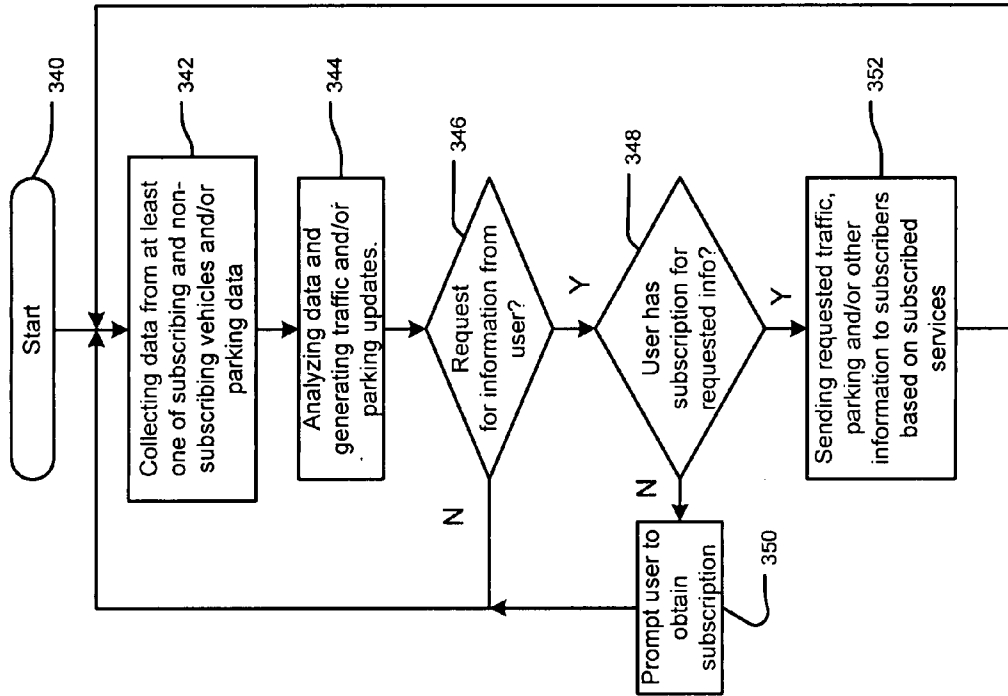 Start
340
Collecting data from at least
one of subscribing and non-
subscribing vehicles and/or
parking data
342
Analyzing data and
generating traffic and/or
parking updates.
344
Request
for information from
user?
346
N
Y
User has
subscription for
requested info?
348
N
Y
Prompt user to
obtain
subscription
350
Sending requested traffic,
parking and/or other
information to subscribers
based on subscribed
services
352